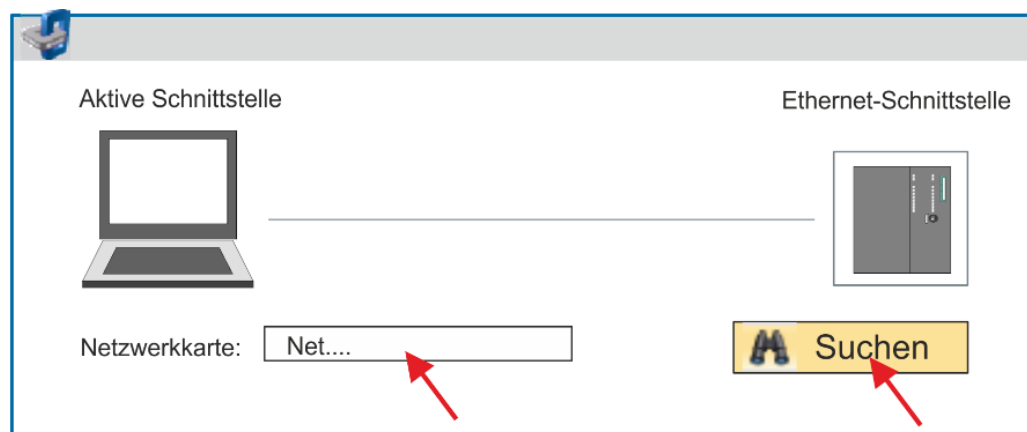 Aktive Schnittstelle
Ethernet-Schnittstelle
Netzwerkkarte:
Net....
Suchen